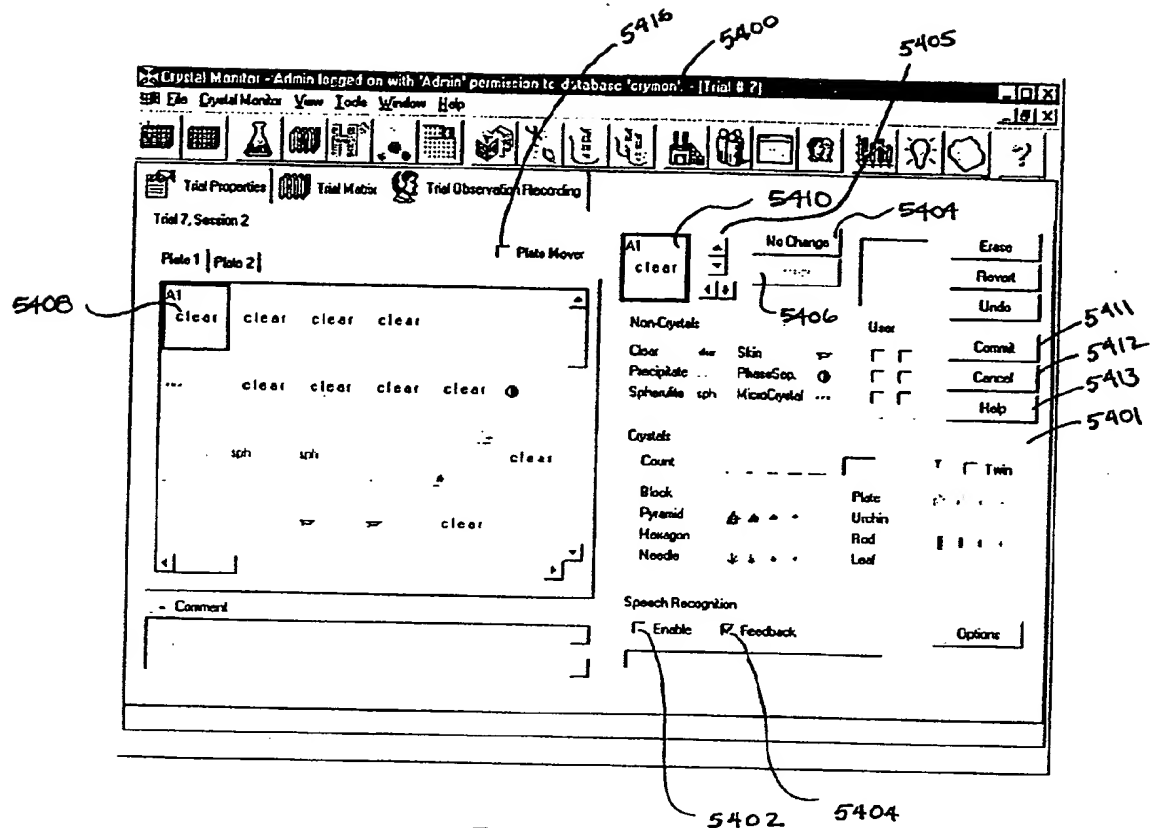 5416
5400
5405
Crystal Monitor - 'Admin logged on with 'Admin' permission to database 'crymon'. - [Trial # 7]
File Crystal Monitor View Tools Window Help
Trial Properties Trial Matrix Trial Observation Recording
Trial 7, Session 2
Plate 1 Plate 2
Plate Mover
5410
5404
A1
clear
No Change
Erase
Revert
Undo
5408
A1
clear clear clear clear
5406
Non-Crystals
User
Clear Skin
Precipitate PhaseSep.
Spherulite sph MicroCrystal
Commit
Cancel
Help
5411
5412
5413
5401
clear clear clear clear
sph sph clear
clear
Crystals
Count
Twin
Block Plate
Pyramid Urchin
Hexagon Rod
Needle Leaf
Comment
Speech Recognition
Enable Feedback
Options
5402
5404